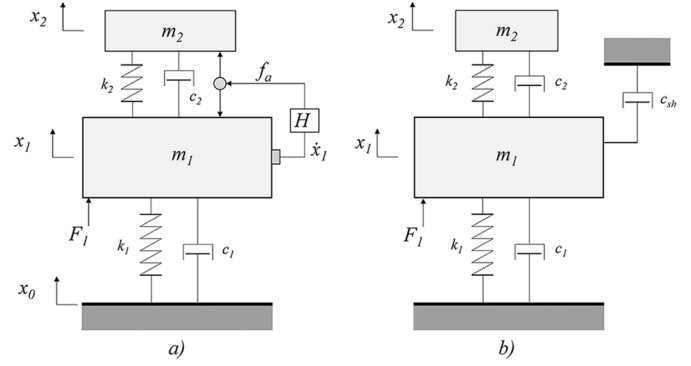 x₂ m₂ x₂ m₂
k₂ c₂ fₐ k₂ c₂ cₛₕ
H
x₁ m₁ ẋ₁ x₁ m₁
F₁ k₁ c₁ F₁ k₁ c₁
x₀
a) b)